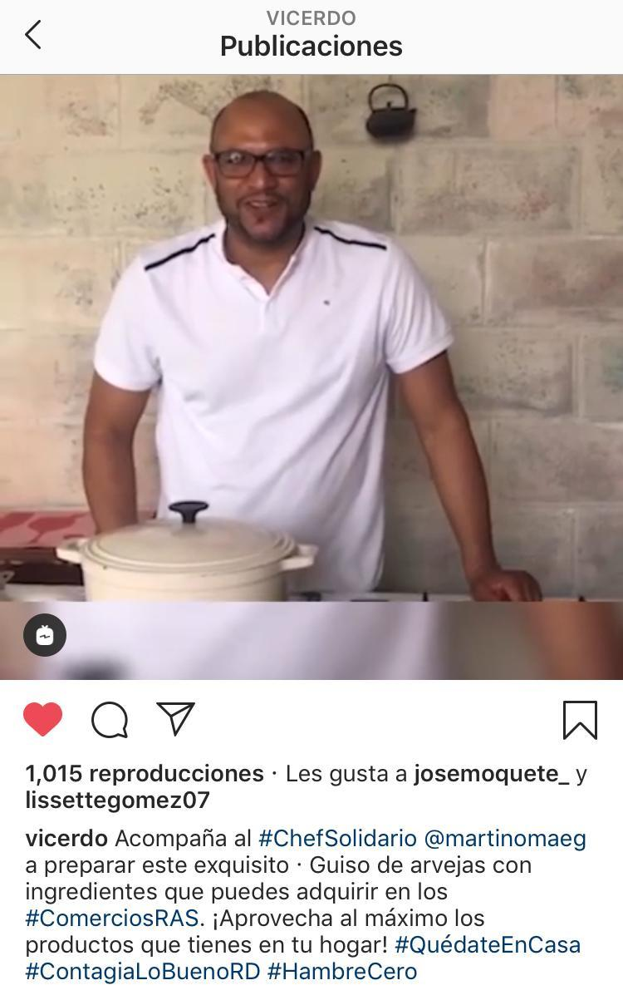 VICERDO
Publicaciones
1,015 reproducciones · Les gusta a josemoquete_ y
lissettegomez07
vicerdo Acompaña al #ChefSolidario @martinomaeg
a preparar este exquisito · Guiso de arvejas con
ingredientes que puedes adquirir en los
#ComerciosRAS. ¡Aprovecha al máximo los
productos que tienes en tu hogar! #QuédateEnCasa
#ContagiaLoBuenoRD #HambreCero